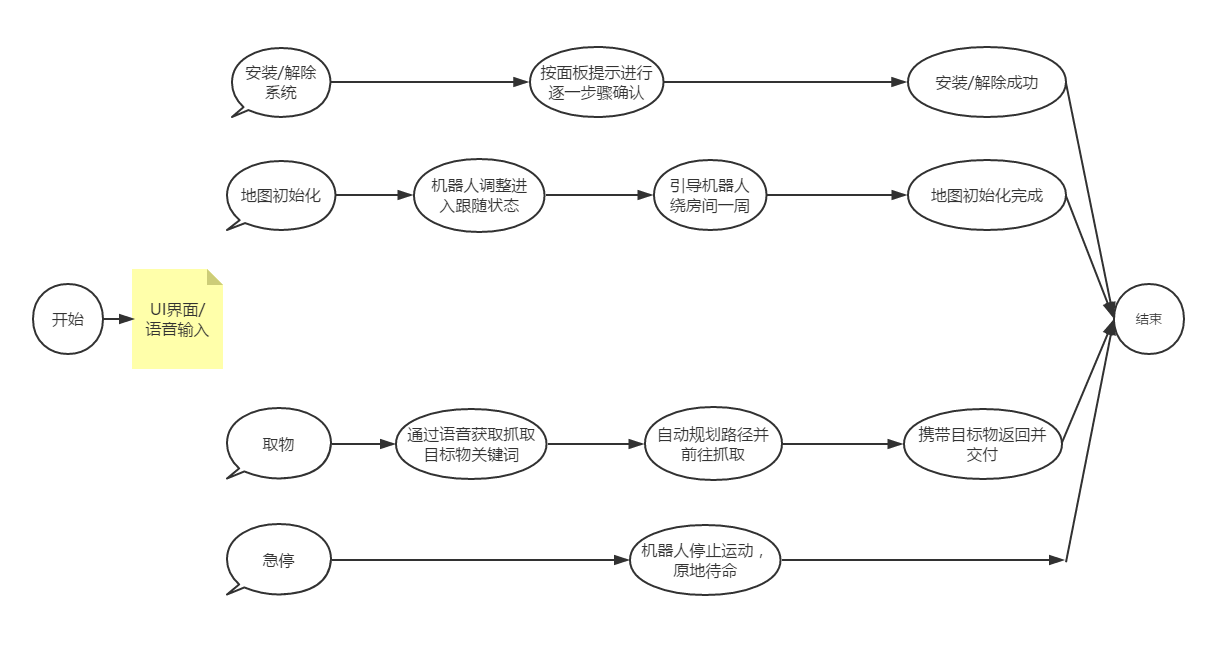 安装/解除
系统
按面板提示进行
逐一步骤确认
安装/解除成功
地图初始化
机器人调整进
入跟随状态
引导机器人
绕房间一周
地图初始化完成
开始
UI界面/
语音输入
结束
取物
通过语音获取抓取
目标物关键词
自动规划路径并
前往抓取
携带目标物返回并
交付
急停
机器人停止运动，
原地待命